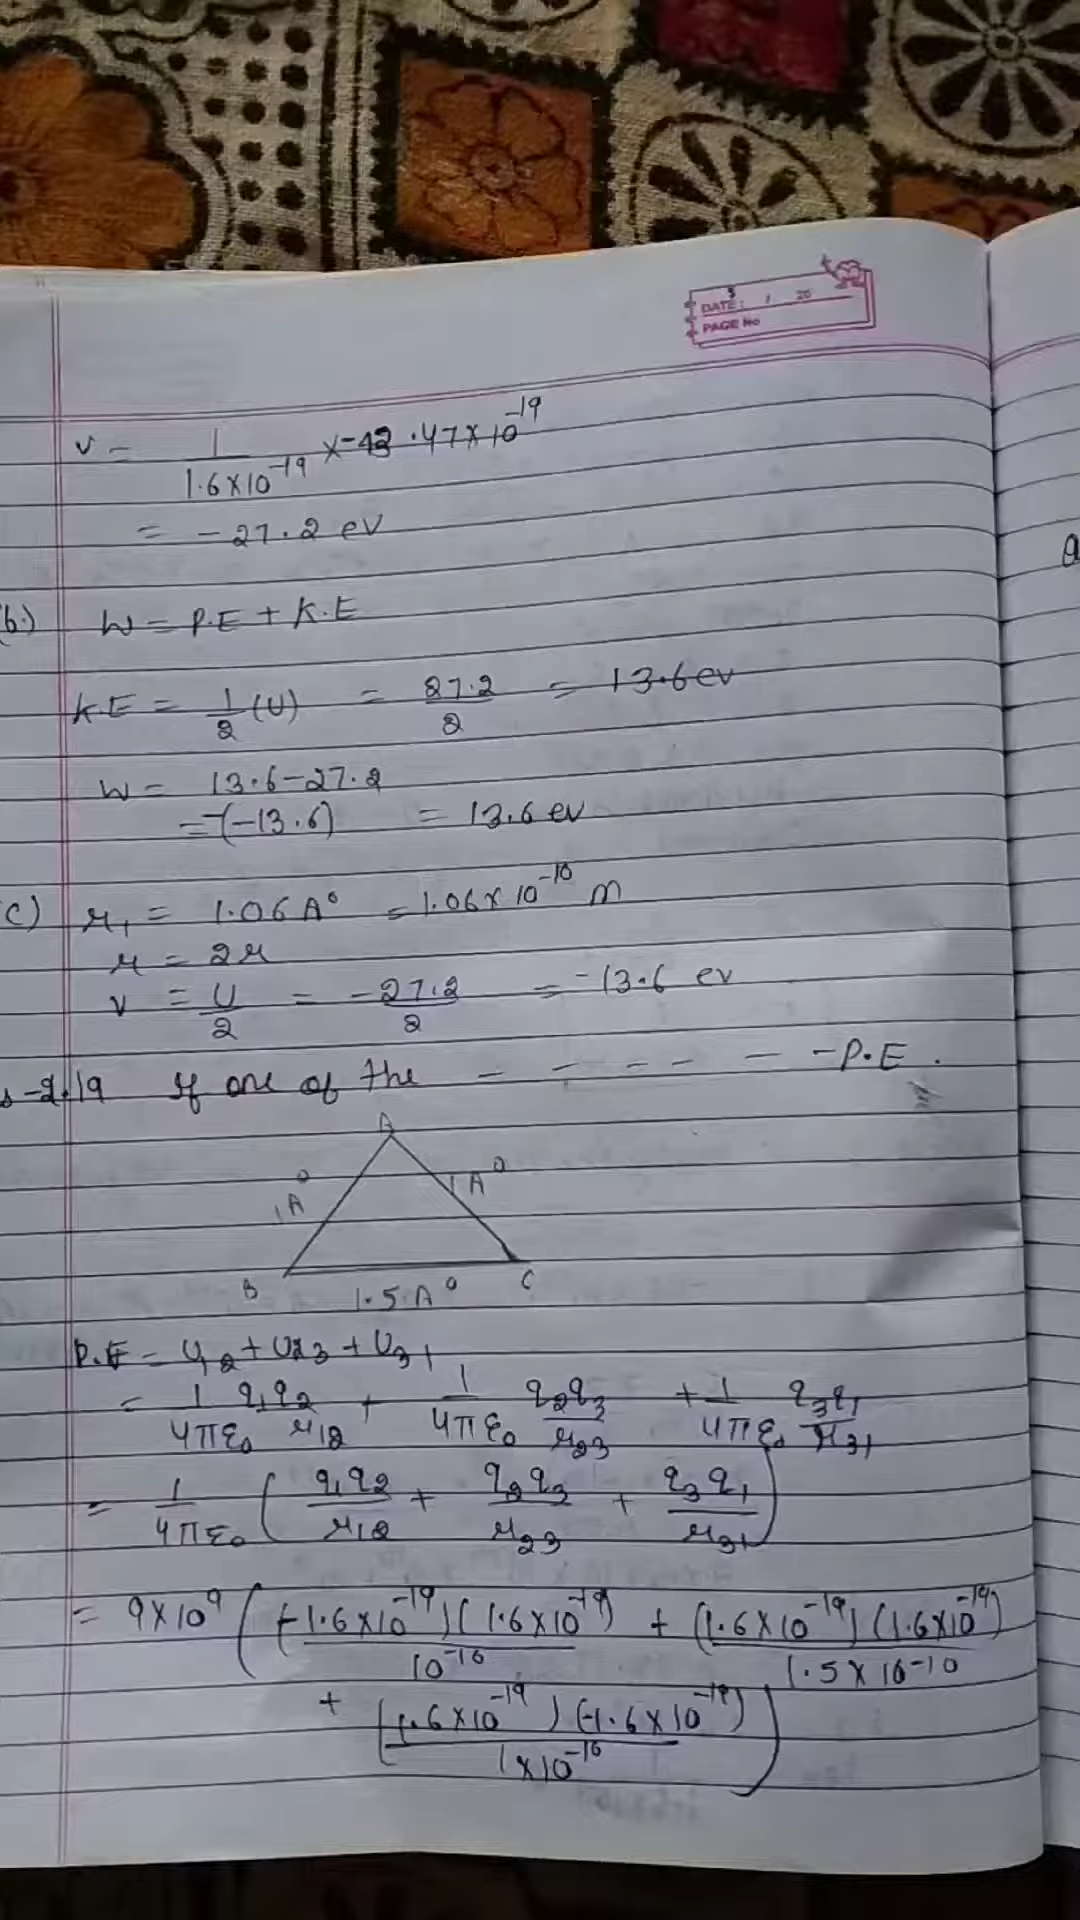 DATE: / 20
PAGE No
V = 1/(1.6×10⁻¹⁹) × -43.47×10⁻¹⁹
= -27.2 eV
(b.) W = P.E + K.E
K.E = 1/2 (U) = 27.2/2 = 13.6 ev
W = 13.6 - 27.2
= -(-13.6) = 13.6 ev
(c) r₁ = 1.06 A° = 1.06×10⁻¹⁰ m
r = 2r
V = U/2 = -27.2/2 = -13.6 ev
-2.19 If one of the - - - - - - P.E.
A
1A° 1A°
B 1.5A° C
P.E = U₁₂ + U₂₃ + U₃₁
= 1/4πε₀ q₁q₂/r₁₂ + 1/4πε₀ q₂q₃/r₂₃ + 1/4πε₀ q₃q₁/r₃₁
= 1/4πε₀ (q₁q₂/r₁₂ + q₂q₃/r₂₃ + q₃q₁/r₃₁)
= 9×10⁹ ((-1.6×10⁻¹⁹)(1.6×10⁻¹⁹)/10⁻¹⁰ + (1.6×10⁻¹⁹)(1.6×10⁻¹⁹)/1.5×10-10
+ (1.6×10⁻¹⁹)(-1.6×10⁻¹⁹)/1×10⁻¹⁰)